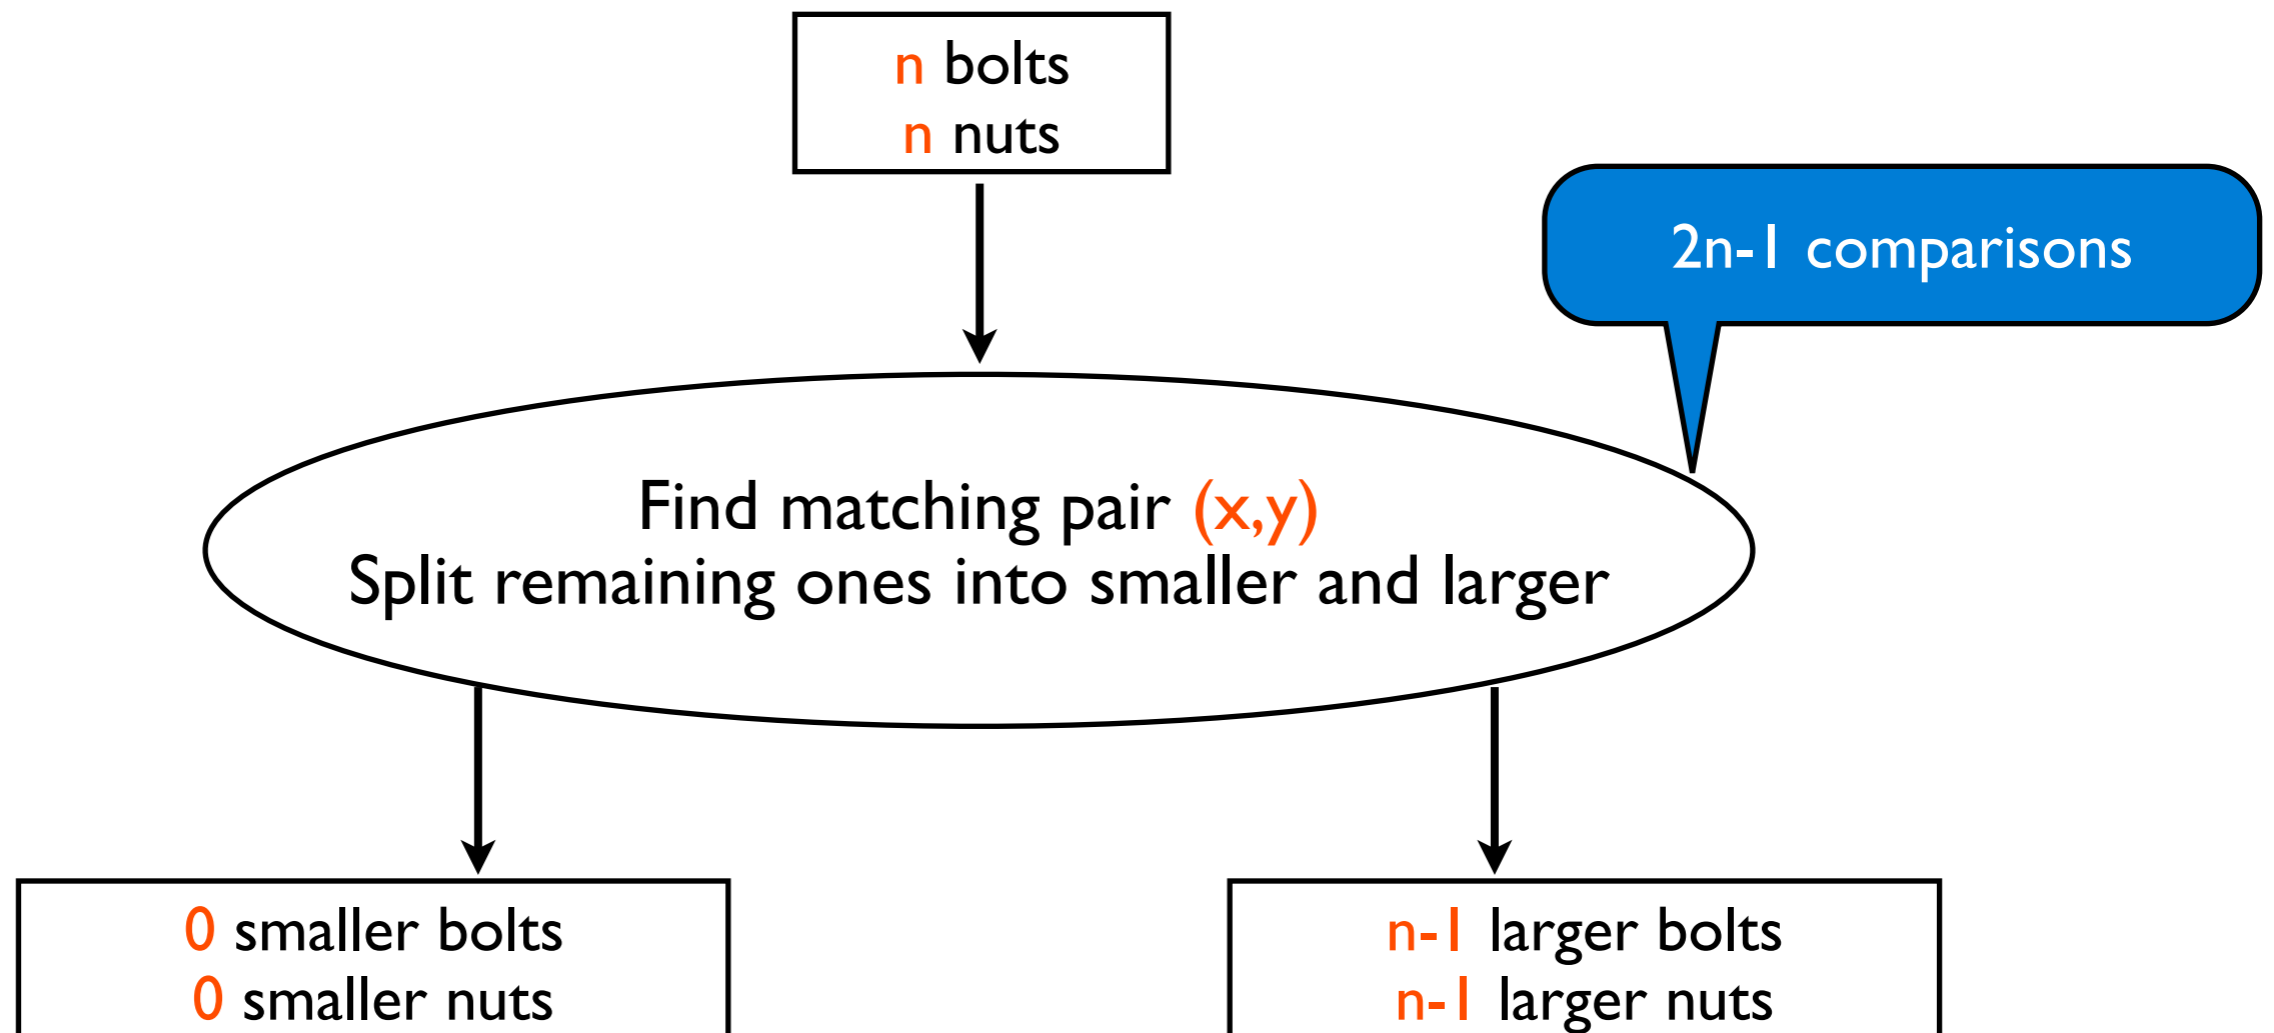 n bolts
n nuts
2n-1 comparisons
Find matching pair (x,y)
Split remaining ones into smaller and larger
0 smaller bolts
0 smaller nuts
n-1 larger bolts
n-1 larger nuts